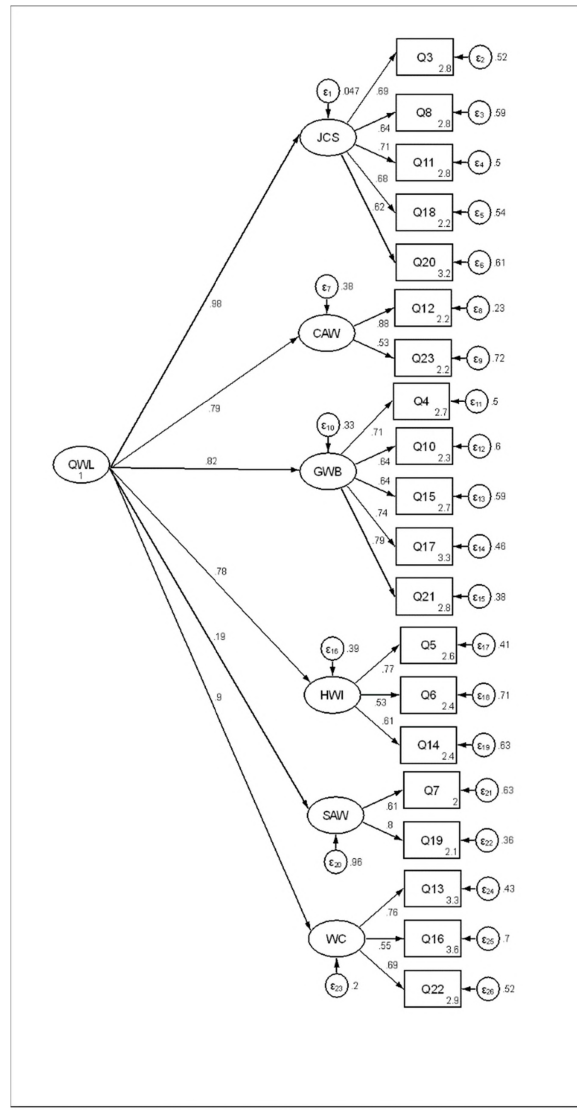 Q3
2.8
ε2 .52
.69
ε1 .047
JCS
Q8
2.8
ε3 .59
.64
Q11
2.8
ε4 .5
.71
Q18
2.2
ε5 .54
.68
Q20
3.2
ε6 .61
.62
.98
ε7 .38
CAW
Q12
2.2
ε8 .23
.88
Q23
2.2
ε9 .72
.53
.79
Q4
2.7
ε11 .5
.71
ε10 .33
GWB
Q10
2.3
ε12 .6
.64
Q15
2.7
ε13 .59
.64
Q17
3.3
ε14 .46
.74
Q21
2.8
ε15 .38
.79
QWL
1
.82
.78
ε16 .39
HWI
Q5
2.6
ε17 .41
.77
Q6
2.4
ε18 .71
.53
Q14
2.4
ε19 .63
.61
.19
SAW
ε20 .96
Q7
2
ε21 .63
.61
Q19
2.1
ε22 .36
.8
.9
WC
ε23 .2
Q13
3.3
ε24 .43
.76
Q16
3.6
ε25 .7
.55
Q22
2.9
ε26 .52
.69